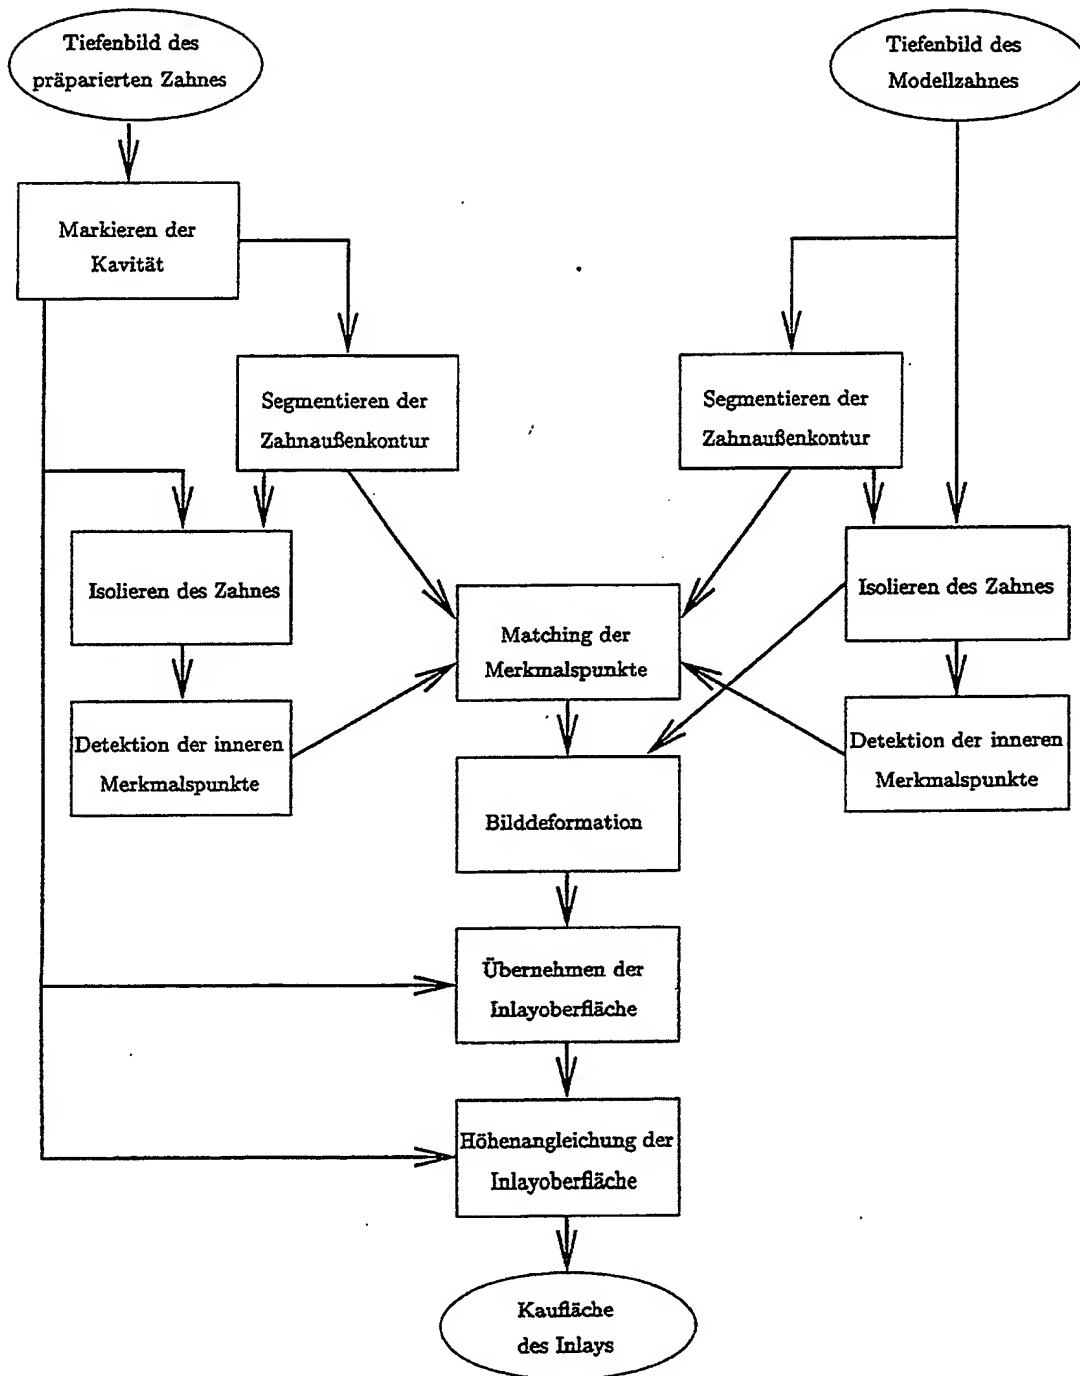 Tiefenbild des
präparierten Zahnes
Tiefenbild des
Modellzahnes
Markieren der
Kavität
Segmentieren der
Zahnaußenkontur
Segmentieren der
Zahnaußenkontur
Isolieren des Zahnes
Isolieren des Zahnes
Matching der
Merkmalspunkte
Detektion der inneren
Merkmalspunkte
Detektion der inneren
Merkmalspunkte
Bilddeformation
Übernehmen der
Inlayoberfläche
Höhenangleichung der
Inlayoberfläche
Kaufläche
des Inlays